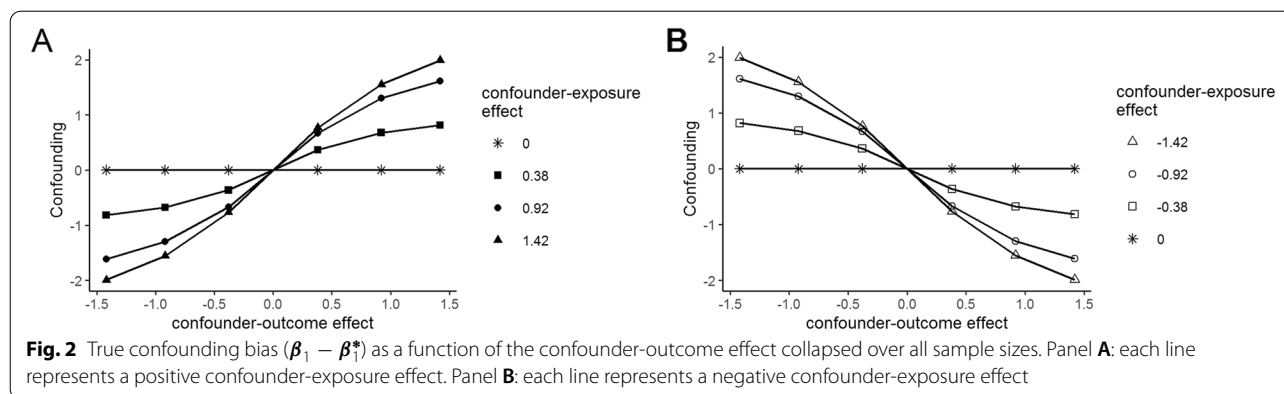 A
2
1
0
-1
-2
Confounding
-1.5 -1.0 -0.5 0.0 0.5 1.0 1.5
confounder-outcome effect
confounder-exposure
effect
0
0.38
0.92
1.42
B
2
1
0
-1
-2
Confounding
-1.5 -1.0 -0.5 0.0 0.5 1.0 1.5
confounder-outcome effect
confounder-exposure
effect
-1.42
-0.92
-0.38
0
Fig. 2 True confounding bias (β₁ − β₁*) as a function of the confounder-outcome effect collapsed over all sample sizes. Panel A: each line
represents a positive confounder-exposure effect. Panel B: each line represents a negative confounder-exposure effect